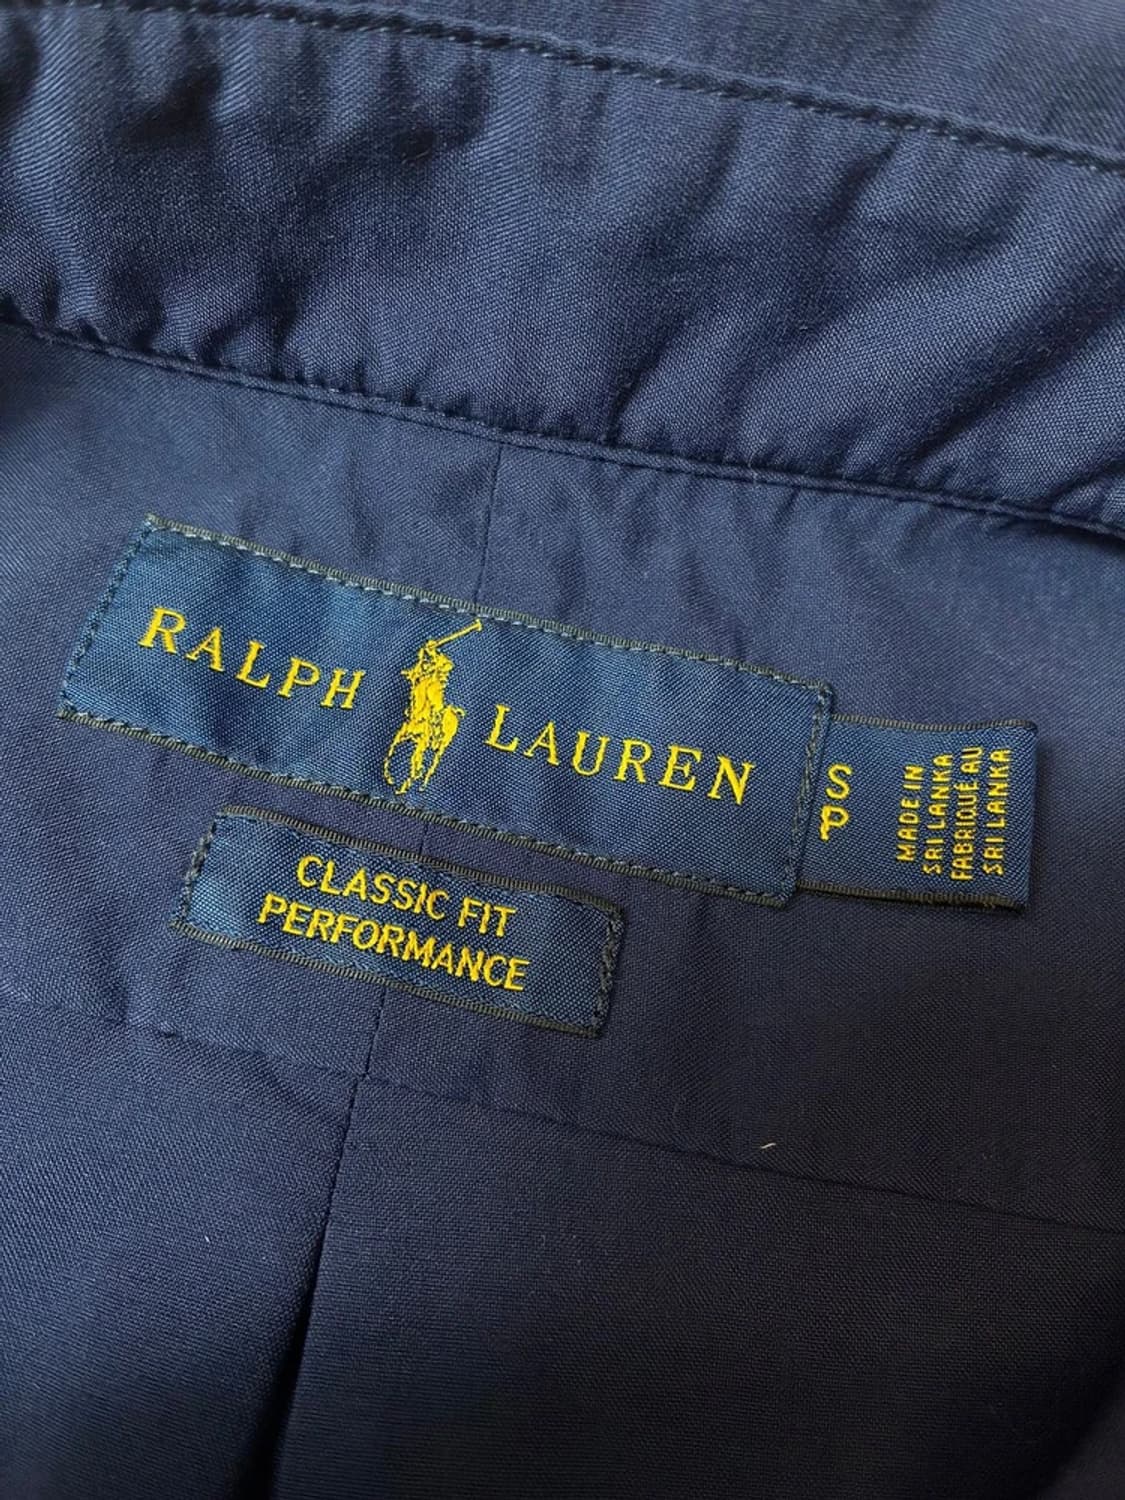 RALPH LAUREN
S
P
MADE IN
SRI LANKA
FABRIQUÉ AU
SRI LANKA
CLASSIC FIT
PERFORMANCE